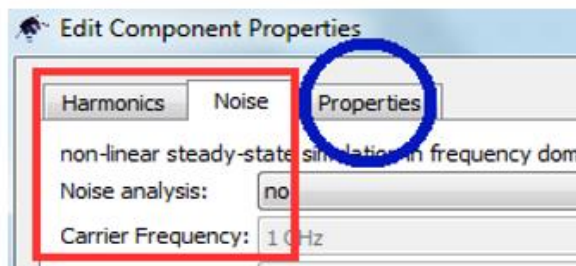 Edit Component Properties
Harmonics Noise Properties
non-linear steady-state simulation in frequency dom
Noise analysis: no
Carrier Frequency: 1 GHz